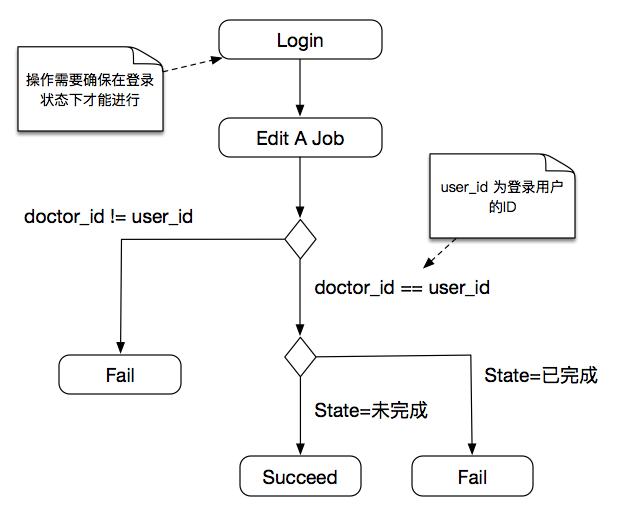 Login
操作需要确保在登录
状态下才能进行
Edit A Job
user_id 为登录用户
的ID
doctor_id != user_id
doctor_id == user_id
Fail
State=已完成
State=未完成
Succeed
Fail